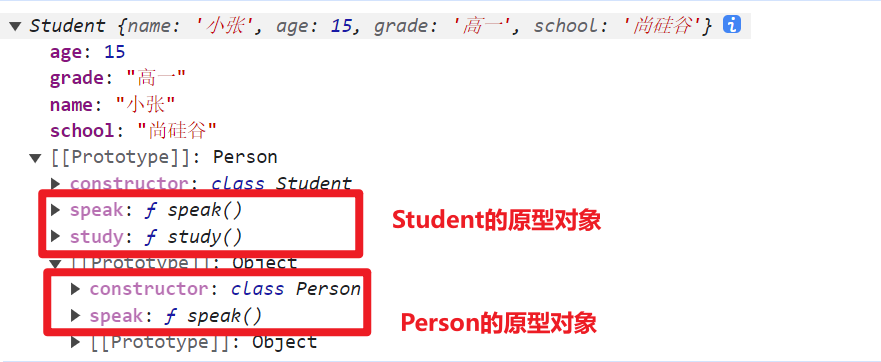 Student {name: '小张', age: 15, grade: '高一', school: '尚硅谷'} i
age: 15
grade: "高一"
name: "小张"
school: "尚硅谷"
[[Prototype]]: Person
constructor: class Student
speak: ƒ speak()
study: ƒ study()
Student的原型对象
[[Prototype]]: Object
constructor: class Person
speak: ƒ speak()
Person的原型对象
[[Prototype]]: Object